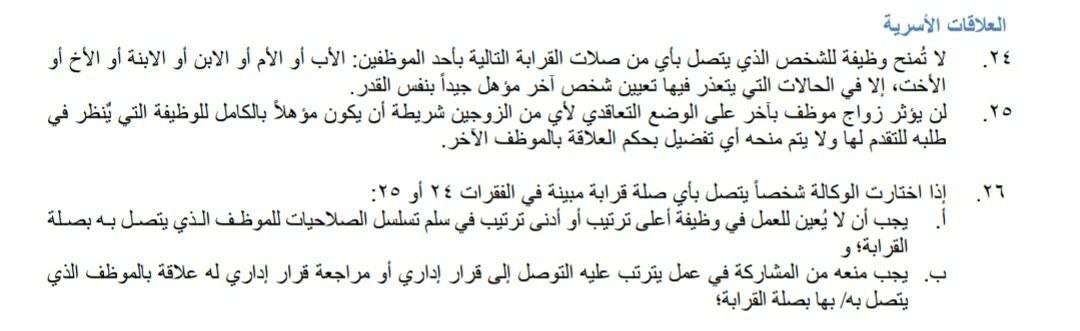 العلاقات الأسرية
٢٤. لا تُمنح وظيفة للشخص الذي يتصل بأي من صلات القرابة التالية بأحد الموظفين: الأب أو الأم أو الابن أو الابنة أو الأخ أو
الأخت، إلا في الحالات التي يتعذر فيها تعيين شخص آخر مؤهل جيداً بنفس القدر.
٢٥. لن يؤثر زواج موظف بآخر على الوضع التعاقدي لأي من الزوجين شريطة أن يكون مؤهلاً بالكامل للوظيفة التي يٌنظر في
طلبه للتقدم لها ولا يتم منحه أي تفضيل بحكم العلاقة بالموظف الآخر.
٢٦. إذا اختارت الوكالة شخصاً يتصل بأي صلة قرابة مبينة في الفقرات ٢٤ أو ٢٥:
أ. يجب أن لا يُعين للعمل في وظيفة أعلى ترتيب أو أدنى ترتيب في سلم تسلسل الصلاحيات للموظف الذي يتصل به بصلة
القرابة؛ و
ب. يجب منعه من المشاركة في عمل يترتب عليه التوصل إلى قرار إداري أو مراجعة قرار إداري له علاقة بالموظف الذي
يتصل به/ بها بصلة القرابة؛